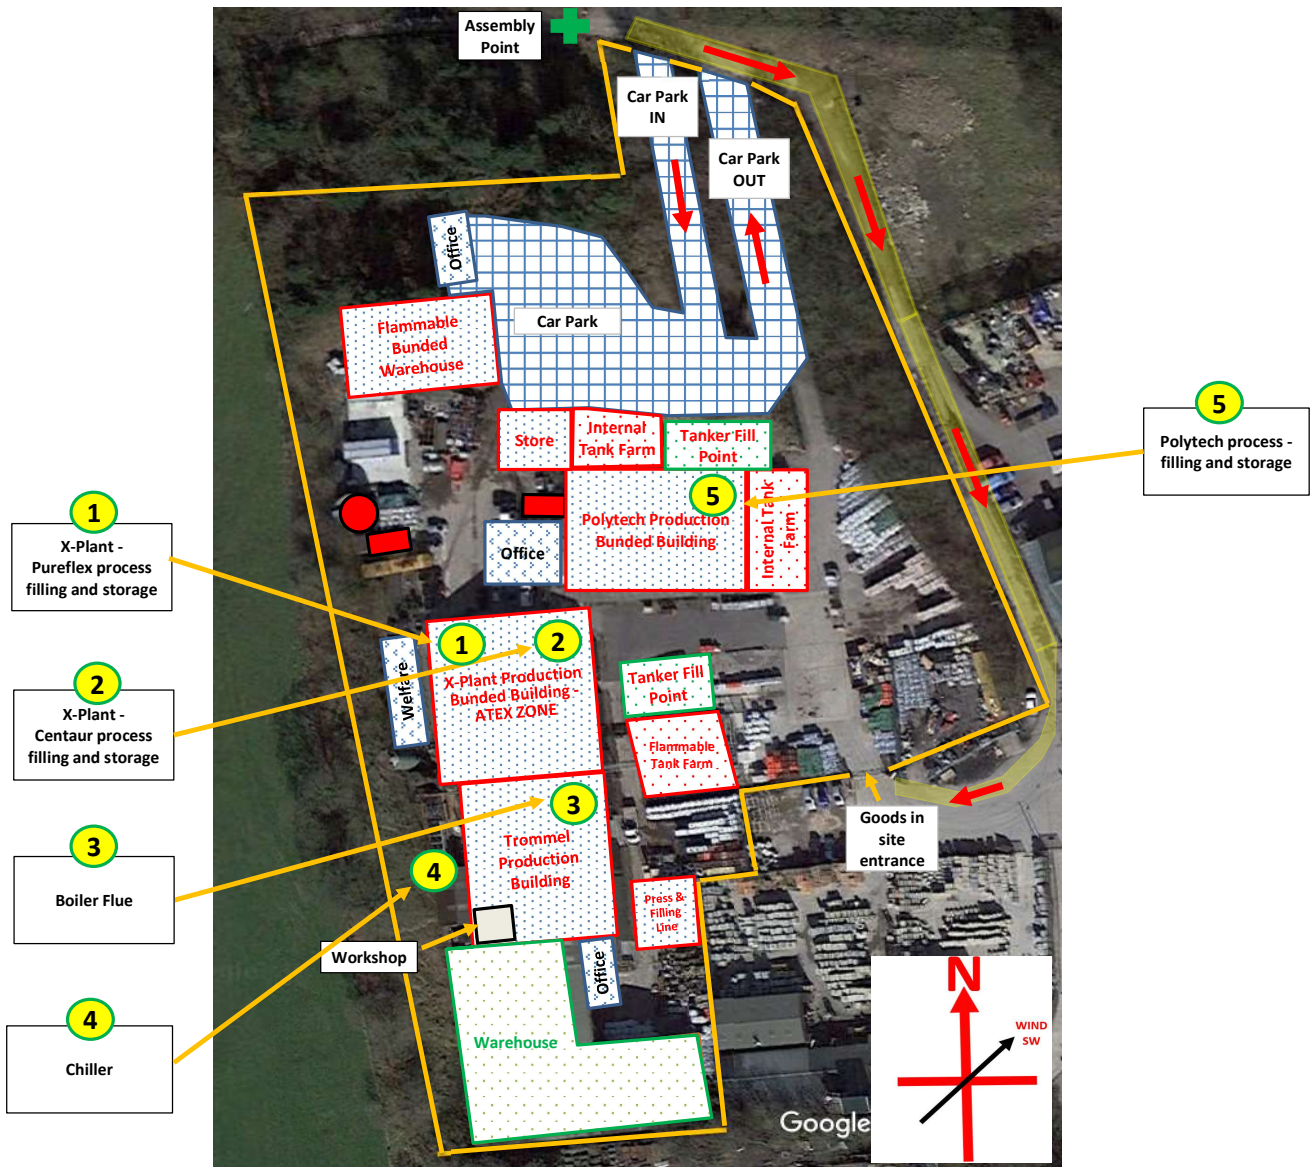 Assembly
Point
Car Park
IN
Car Park
OUT
Office
Flammable
Bunded
Warehouse
Car Park
Store
Internal
Tank Farm
Tanker Fill
Point
5
Polytech process -
filling and storage
5
Polytech Production
Bunded Building
Internal Tank
Farm
Office
1
X-Plant -
Pureflex process
filling and storage
1
2
X-Plant Production
Bunded Building -
ATEX ZONE
Welfare
Tanker Fill
Point
2
X-Plant -
Centaur process
filling and storage
Flammable
Tank Farm
3
Trommel
Production
Building
Goods in
site
entrance
3
Boiler Flue
4
Press &
Filling
Line
Workshop
Office
4
Chiller
Warehouse
N
WIND
SW
Google